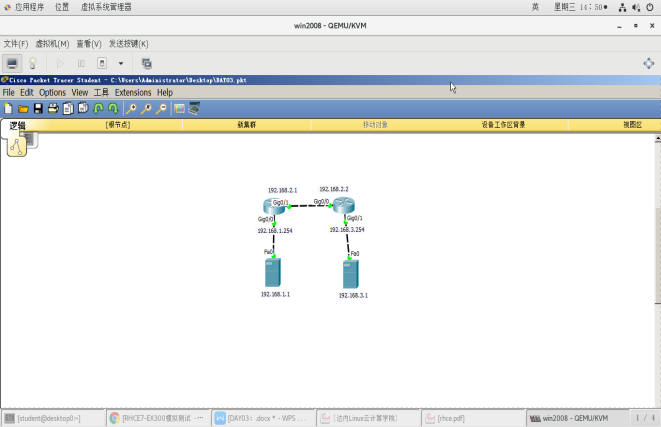 应用程序 位置 虚拟系统管理器 英 星期三 14：50
win2008 - QEMU/KVM
文件(F) 虚拟机(M) 查看(V) 发送按键(K)
Cisco Packet Tracer Student - C:\Users\Administrator\Desktop\DAY03.pkt
File Edit Options View 工具 Extensions Help
逻辑 [根节点] 新集群 移动对象 设备工作区背景 视图区
192.168.2.1 192.168.2.2
Gig0/1 Gig0/0
Gig0/0 Gig0/1
192.168.1.254 192.168.3.254
Fa0 Fa0
192.168.1.1 192.168.3.1
[student@desktop0:~] [RHCE7-EX300模拟测试 -… [DAY03：.docx * - WPS ... [达内Linux云计算学院] [rhce.pdf] win2008 - QEMU/KVM 1 / 4